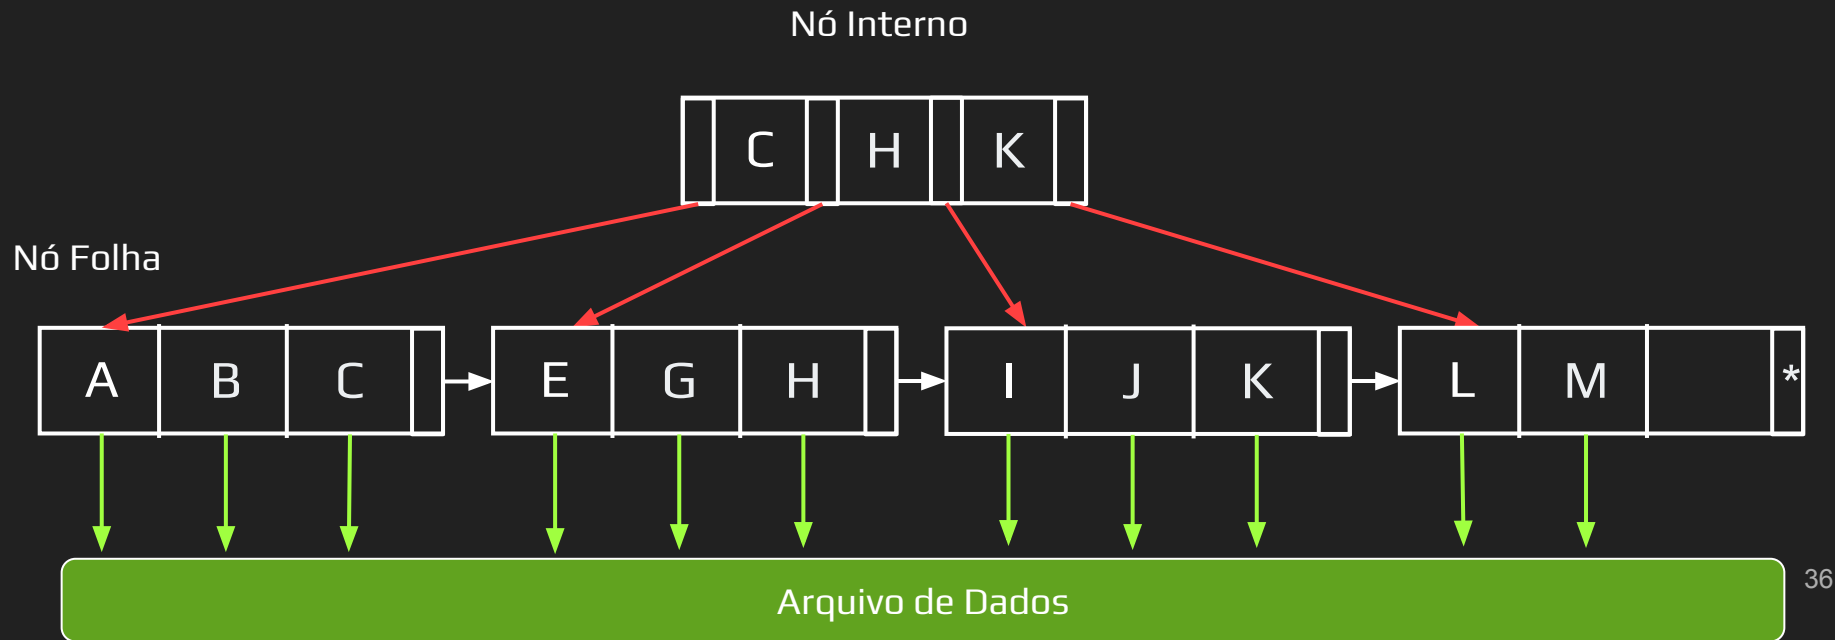 Nó Interno
C H K
Nó Folha
A B C E G H I J K L M *
Arquivo de Dados
36